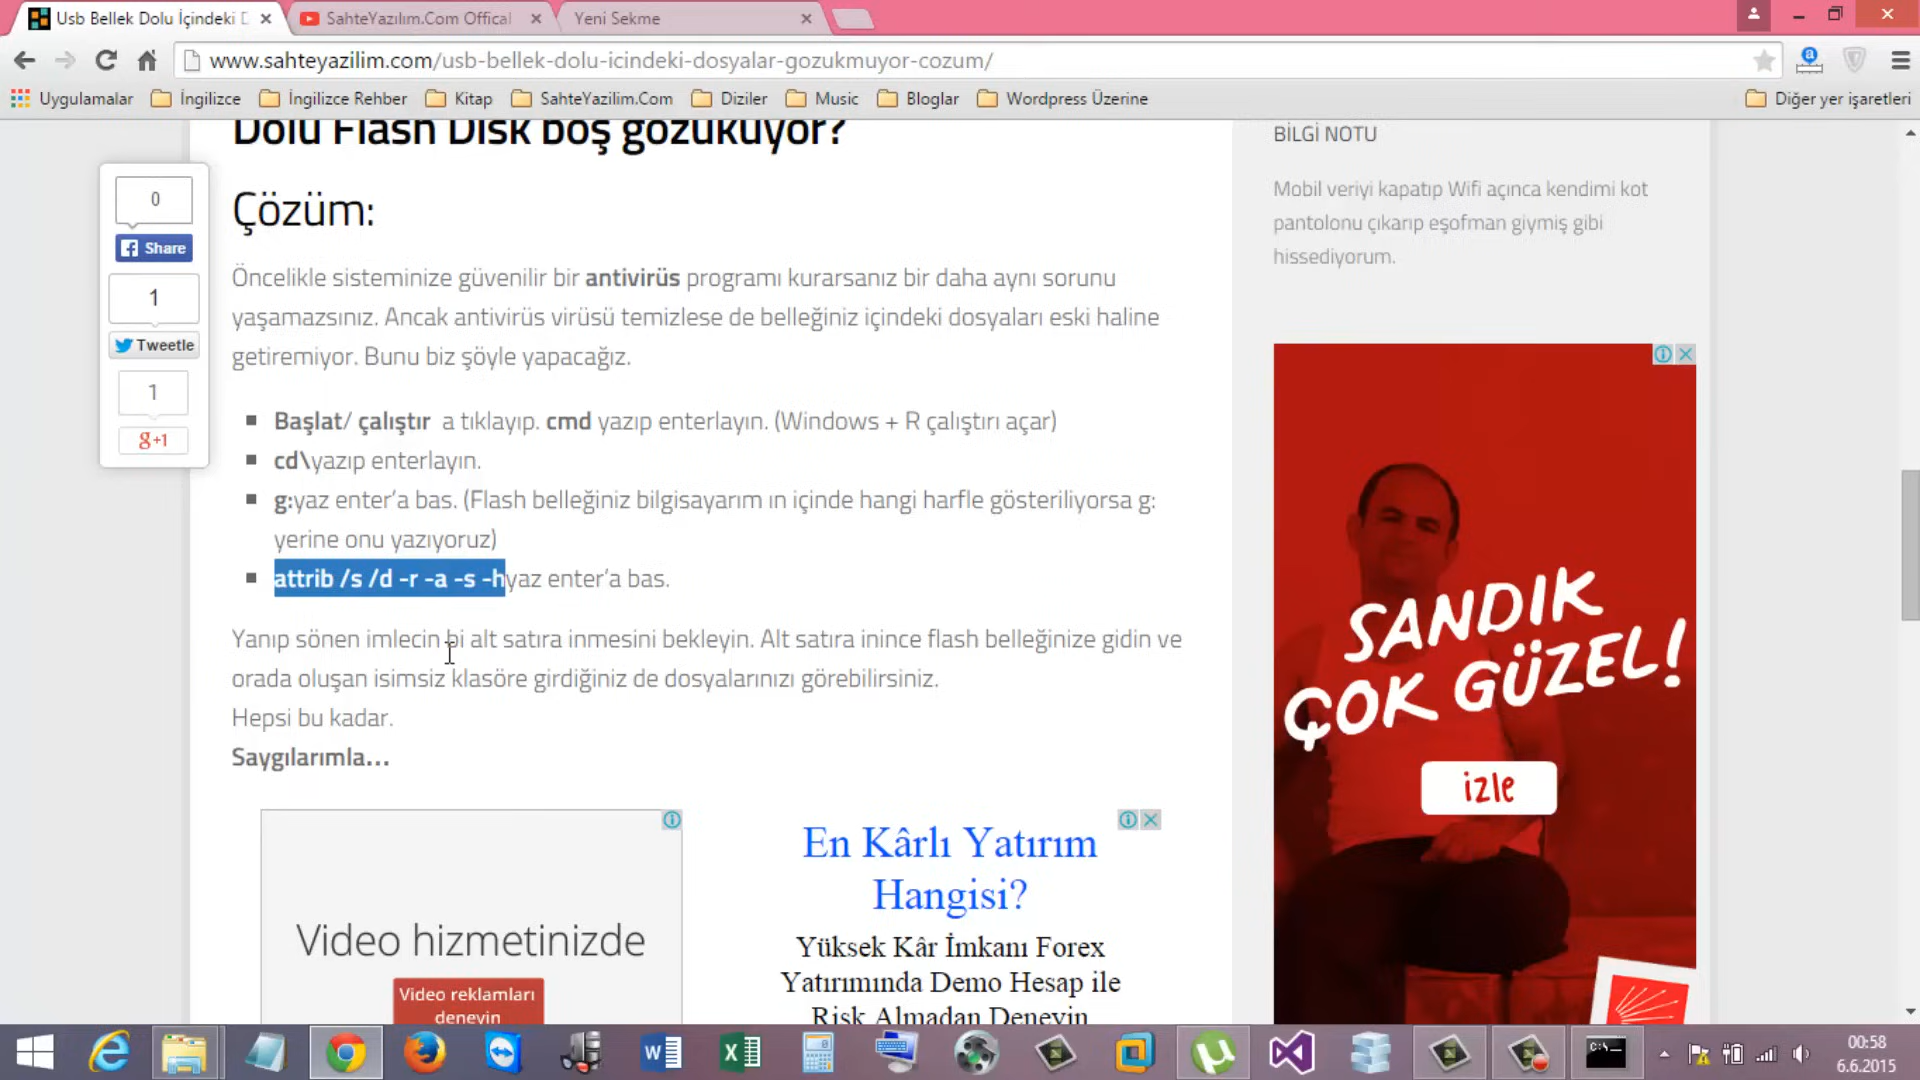 Usb Bellek Dolu İçindeki D
SahteYazılım.Com Offical
Yeni Sekme
www.sahteyazilim.com/usb-bellek-dolu-icindeki-dosyalar-gozukmuyor-cozum/
Uygulamalar
İngilizce
İngilizce Rehber
Kitap
SahteYazilim.Com
Diziler
Music
Bloglar
Wordpress Üzerine
Diğer yer işaretleri
Dolu Flash Disk boş gözüküyor?
Çözüm:
Öncelikle sisteminize güvenilir bir antivirüs programı kurarsanız bir daha aynı sorunu
yaşamazsınız. Ancak antivirüs virüsü temizlese de belleğiniz içindeki dosyaları eski haline
getiremiyor. Bunu biz şöyle yapacağız.
Başlat/ çalıştır a tıklayıp. cmd yazıp enterlayın. (Windows + R çalıştırı açar)
cd\yazıp enterlayın.
g:yaz enter’a bas. (Flash belleğiniz bilgisayarım ın içinde hangi harfle gösteriliyorsa g:
yerine onu yazıyoruz)
attrib /s /d -r -a -s -hyaz enter’a bas.
Yanıp sönen imlecin bi alt satıra inmesini bekleyin. Alt satıra inince flash belleğinize gidin ve
orada oluşan isimsiz klasöre girdiğiniz de dosyalarınızı görebilirsiniz.
Hepsi bu kadar.
Saygılarımla…
0
Share
1
Tweetle
1
g+1
BİLGİ NOTU
Mobil veriyi kapatıp Wifi açınca kendimi kot
pantolonu çıkarıp eşofman giymiş gibi
hissediyorum.
SANDIK
ÇOK GÜZEL!
izle
Video hizmetinizde
Video reklamları
deneyin
En Kârlı Yatırım
Hangisi?
Yüksek Kâr İmkanı Forex
Yatırımında Demo Hesap ile
Risk Almadan Deneyin
00:58
6.6.2015